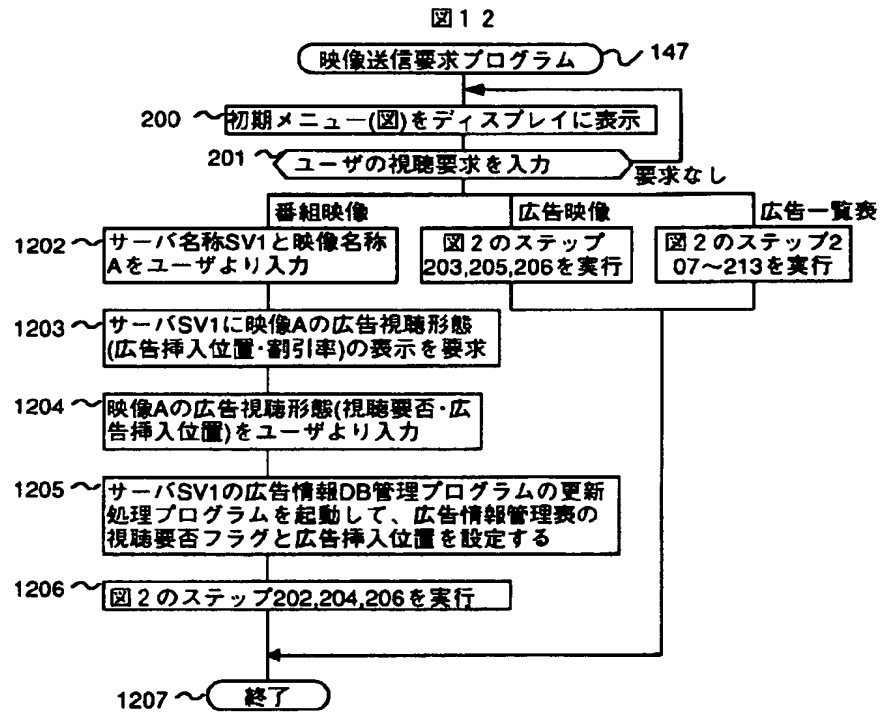 図12
映像送信要求プログラム
147
200
初期メニュー(図)をディスプレイに表示
201
ユーザの視聴要求を入力
要求なし
番組映像
広告映像
広告一覧表
1202
サーバ名称SV1と映像名称
Aをユーザより入力
図2のステップ
203,205,206を実行
図2のステップ2
07〜213を実行
1203
サーバSV1に映像Aの広告視聴形態
(広告挿入位置・割引率)の表示を要求
1204
映像Aの広告視聴形態(視聴要否・広
告挿入位置)をユーザより入力
1205
サーバSV1の広告情報DB管理プログラムの更新
処理プログラムを起動して、広告情報管理表の
視聴要否フラグと広告挿入位置を設定する
1206
図2のステップ202,204,206を実行
1207
終了